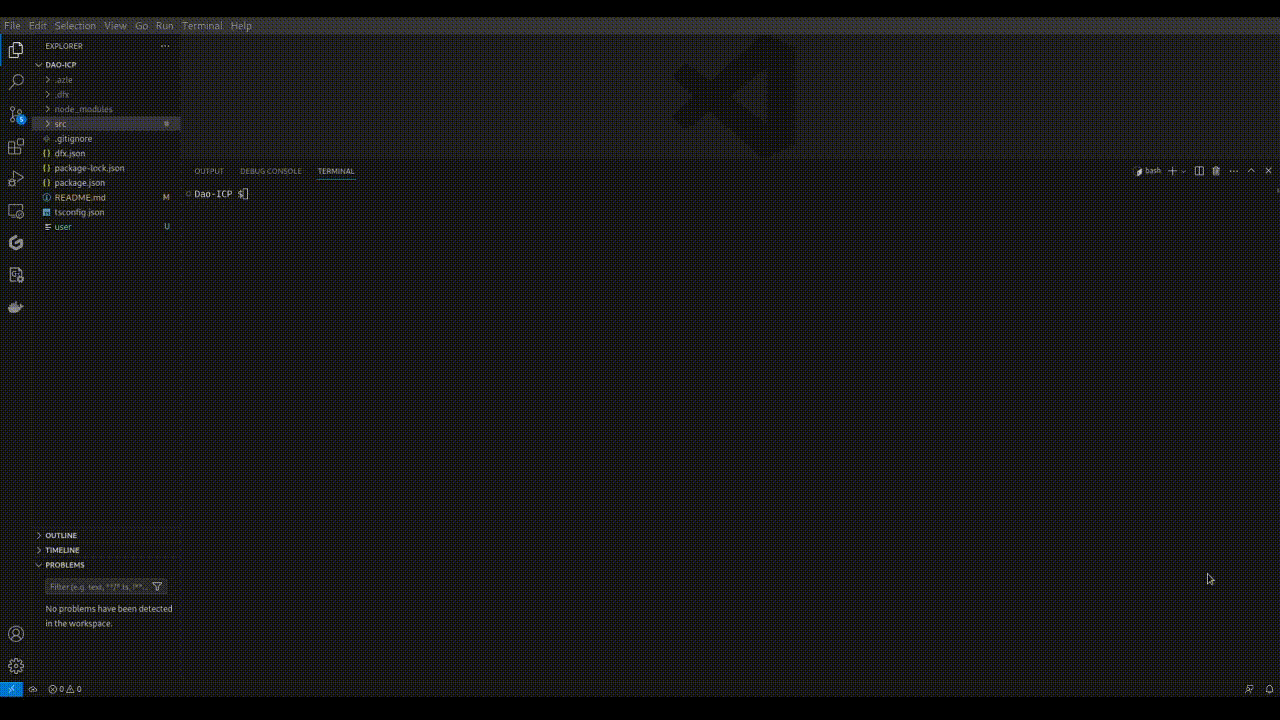 File Edit Selection View Go Run Terminal Help
EXPLORER
DAO-ICP
.azle
.dfx
node_modules
src
.gitignore
dfx.json
package-lock.json
package.json
README.md M
tsconfig.json
user U
OUTPUT DEBUG CONSOLE TERMINAL
bash
Dao-ICP $
5
OUTLINE
TIMELINE
PROBLEMS
Filter (e.g. text, **/*.ts, !**...
No problems have been detected
in the workspace.
0 0